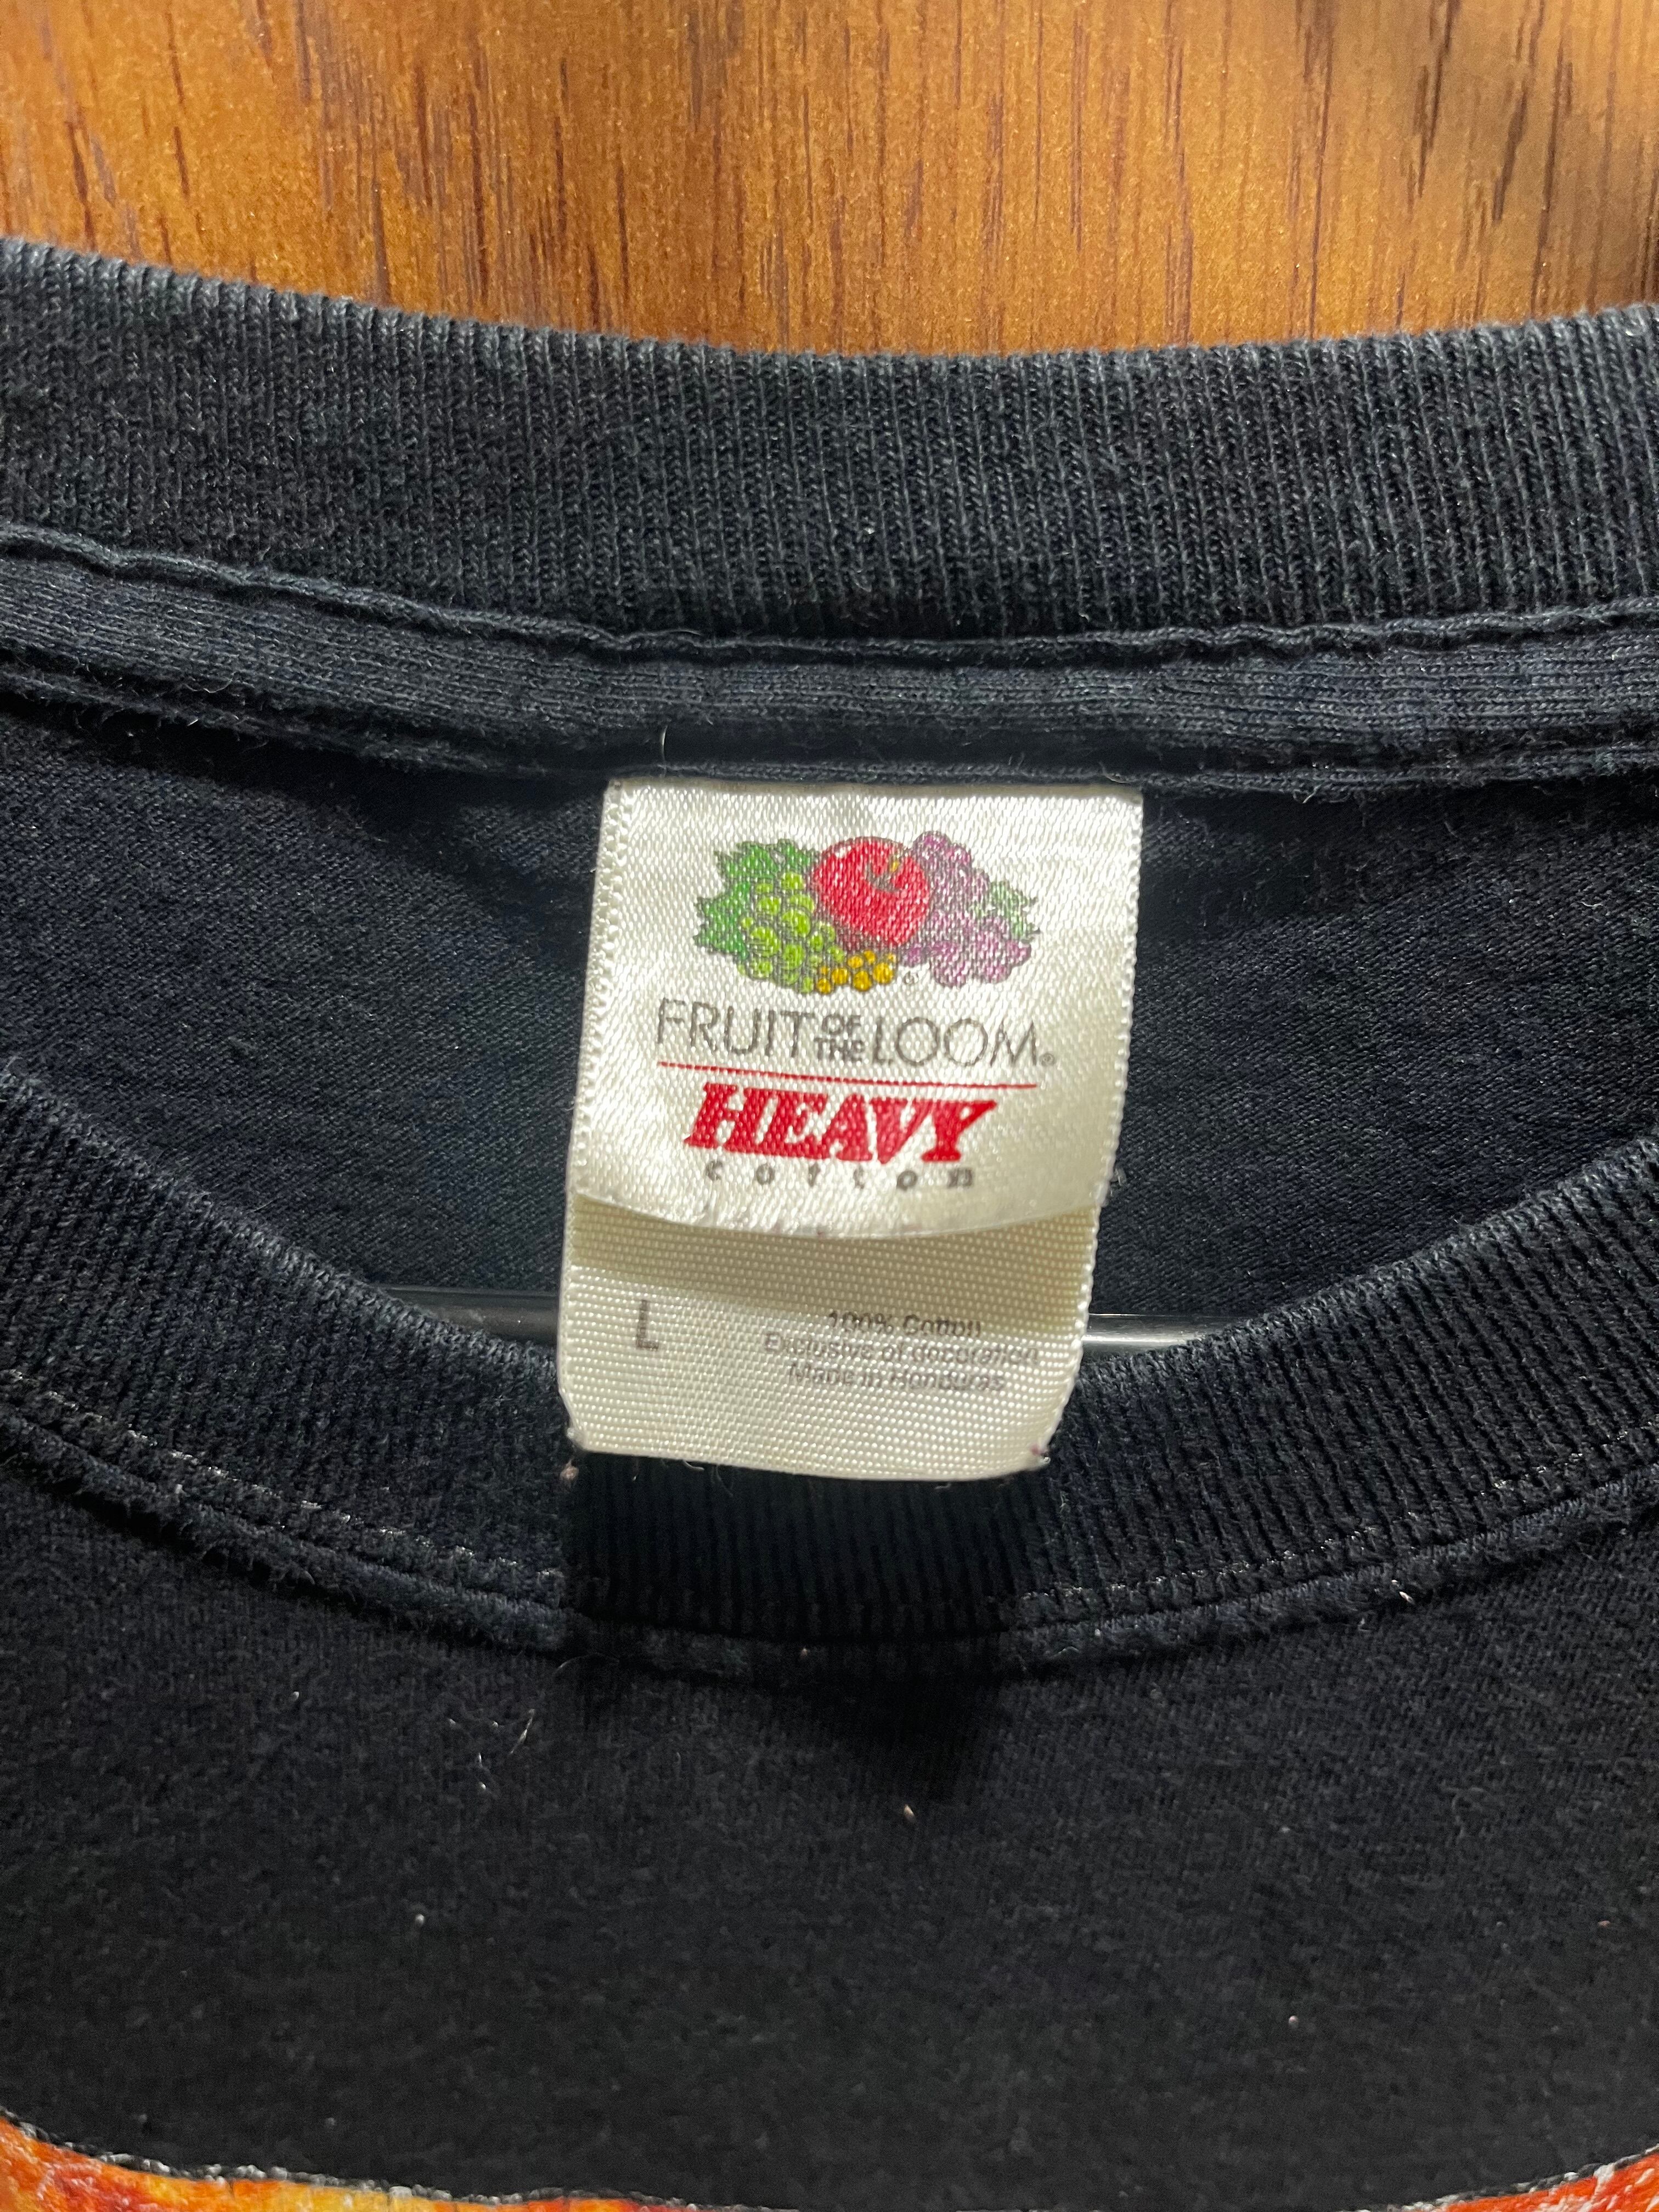 FRUIT OF THE LOOM®
HEAVY
cotton
L
100% Cotton
Exclusive of decoration
Made in Honduras